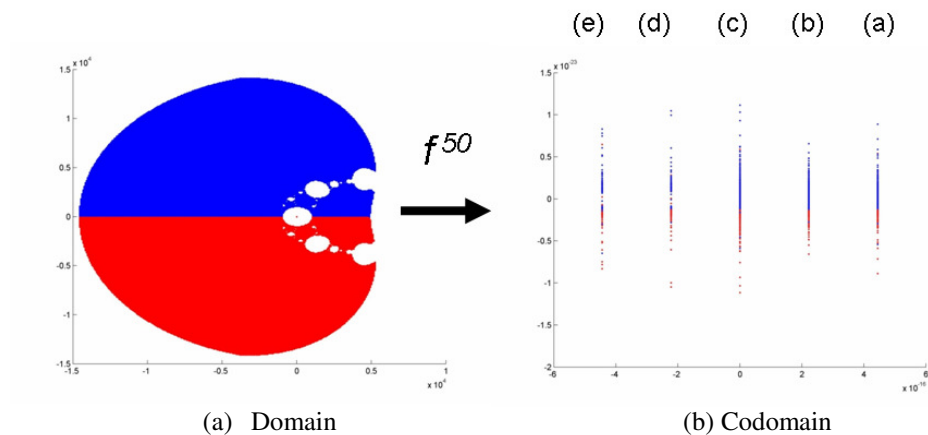 (e) (d) (c) (b) (a)
x 10^4
1.5
1
0.5
0
-0.5
-1
-1.5
-1.5 -1 -0.5 0 0.5 1
x 10^4
f^50
x 10^-23
1.5
1
0.5
0
-0.5
-1
-1.5
-2
-6 -4 -2 0 2 4 6
x 10^-16
(a) Domain
(b) Codomain